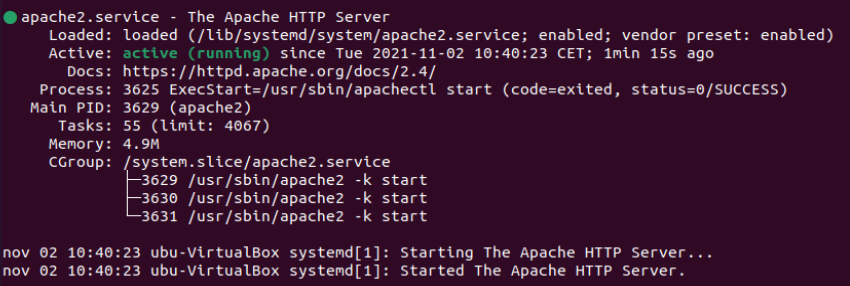 ● apache2.service - The Apache HTTP Server
Loaded: loaded (/lib/systemd/system/apache2.service; enabled; vendor preset: enabled)
Active: active (running) since Tue 2021-11-02 10:40:23 CET; 1min 15s ago
Docs: https://httpd.apache.org/docs/2.4/
Process: 3625 ExecStart=/usr/sbin/apachectl start (code=exited, status=0/SUCCESS)
Main PID: 3629 (apache2)
Tasks: 55 (limit: 4067)
Memory: 4.9M
CGroup: /system.slice/apache2.service
├─3629 /usr/sbin/apache2 -k start
├─3630 /usr/sbin/apache2 -k start
└─3631 /usr/sbin/apache2 -k start
nov 02 10:40:23 ubu-VirtualBox systemd[1]: Starting The Apache HTTP Server...
nov 02 10:40:23 ubu-VirtualBox systemd[1]: Started The Apache HTTP Server.